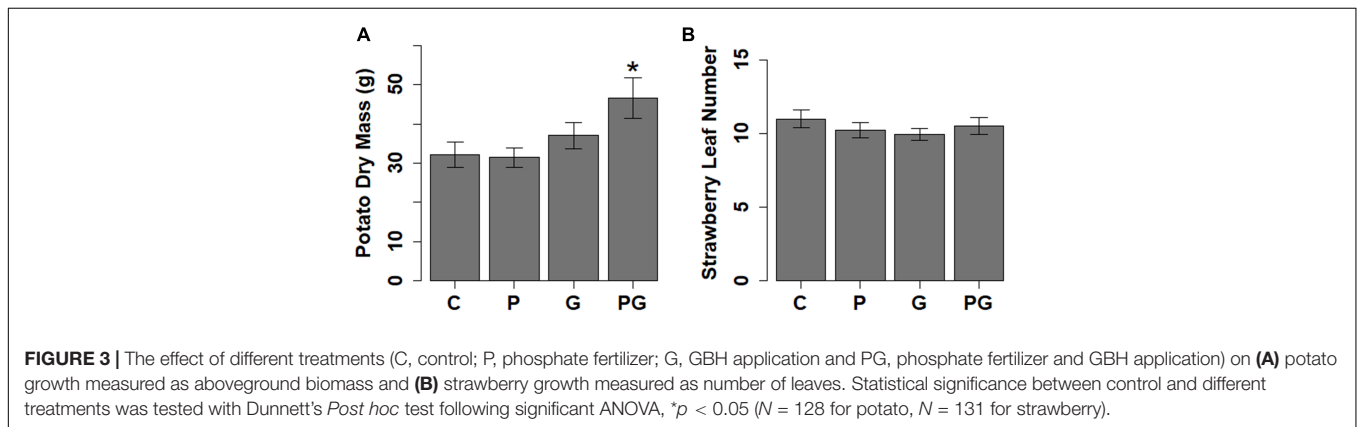 A
Potato Dry Mass (g)
50
30
10
0
*
C P G PG
B
Strawberry Leaf Number
15
10
5
0
C P G PG
FIGURE 3 | The effect of different treatments (C, control; P, phosphate fertilizer; G, GBH application and PG, phosphate fertilizer and GBH application) on (A) potato
growth measured as aboveground biomass and (B) strawberry growth measured as number of leaves. Statistical significance between control and different
treatments was tested with Dunnett's Post hoc test following significant ANOVA, *p < 0.05 (N = 128 for potato, N = 131 for strawberry).